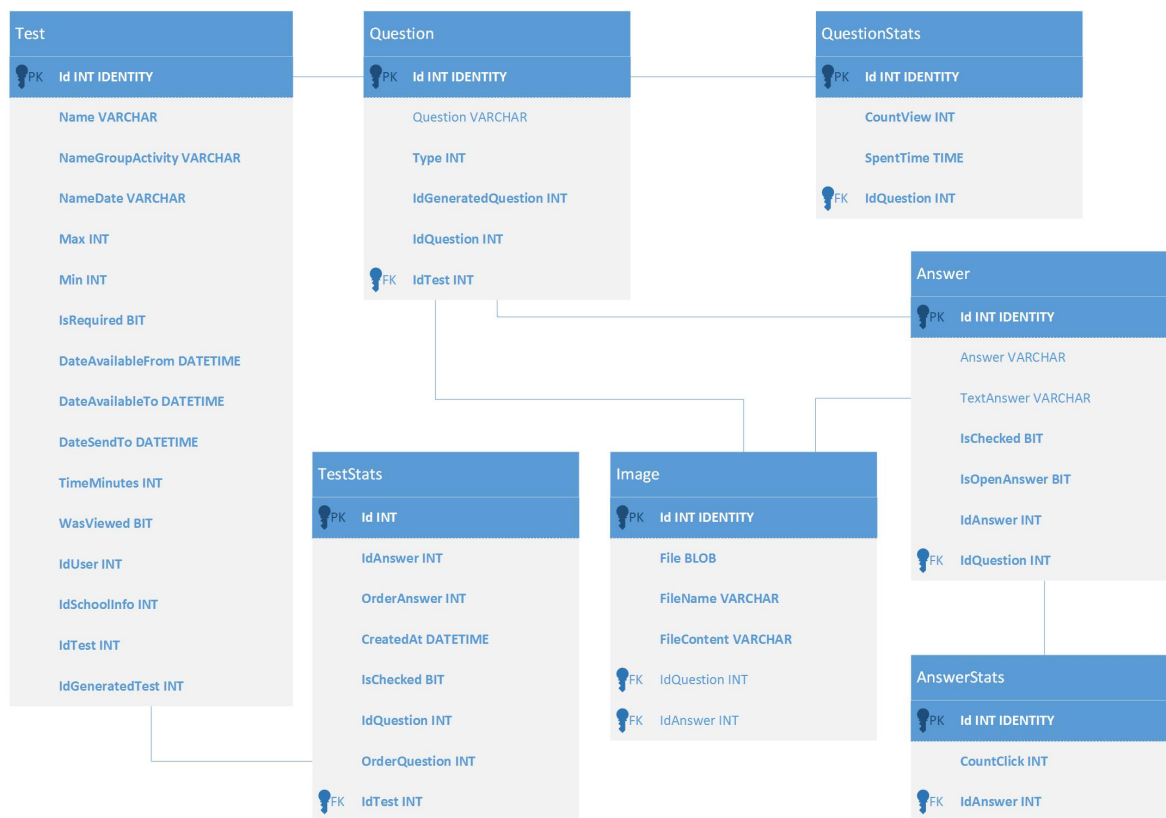 Test
PK Id INT IDENTITY
Name VARCHAR
NameGroupActivity VARCHAR
NameDate VARCHAR
Max INT
Min INT
IsRequired BIT
DateAvailableFrom DATETIME
DateAvailableTo DATETIME
DateSendTo DATETIME
TimeMinutes INT
WasViewed BIT
IdUser INT
IdSchoolInfo INT
IdTest INT
IdGeneratedTest INT
Question
PK Id INT IDENTITY
Question VARCHAR
Type INT
IdGeneratedQuestion INT
IdQuestion INT
FK IdTest INT
QuestionStats
PK Id INT IDENTITY
CountView INT
SpentTime TIME
FK IdQuestion INT
Answer
PK Id INT IDENTITY
Answer VARCHAR
TextAnswer VARCHAR
IsChecked BIT
IsOpenAnswer BIT
IdAnswer INT
FK IdQuestion INT
TestStats
PK Id INT
IdAnswer INT
OrderAnswer INT
CreatedAt DATETIME
IsChecked BIT
IdQuestion INT
OrderQuestion INT
FK IdTest INT
Image
PK Id INT IDENTITY
File BLOB
FileName VARCHAR
FileContent VARCHAR
FK IdQuestion INT
FK IdAnswer INT
AnswerStats
PK Id INT IDENTITY
CountClick INT
FK IdAnswer INT